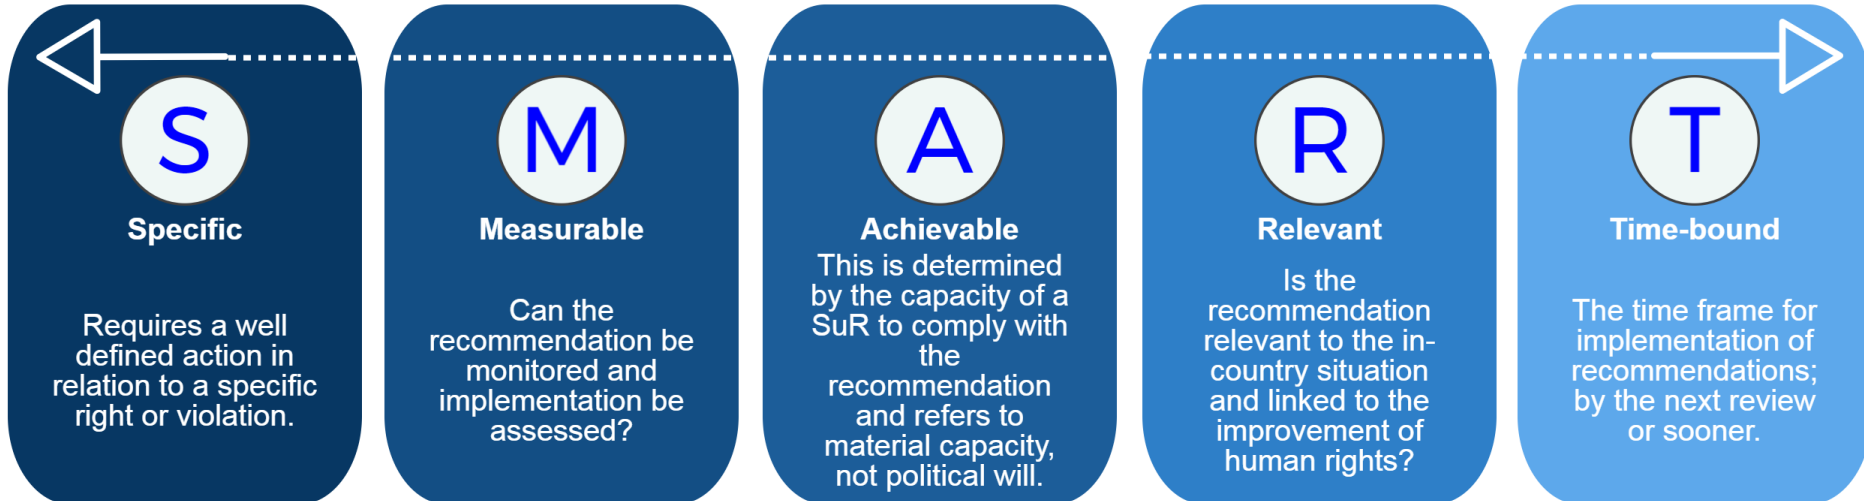 S
Specific
Requires a well
defined action in
relation to a specific
right or violation.
M
Measurable
Can the
recommendation be
monitored and
implementation be
assessed?
A
Achievable
This is determined
by the capacity of a
SuR to comply with
the
recommendation
and refers to
material capacity,
not political will.
R
Relevant
Is the
recommendation
relevant to the in-
country situation
and linked to the
improvement of
human rights?
T
Time-bound
The time frame for
implementation of
recommendations;
by the next review
or sooner.